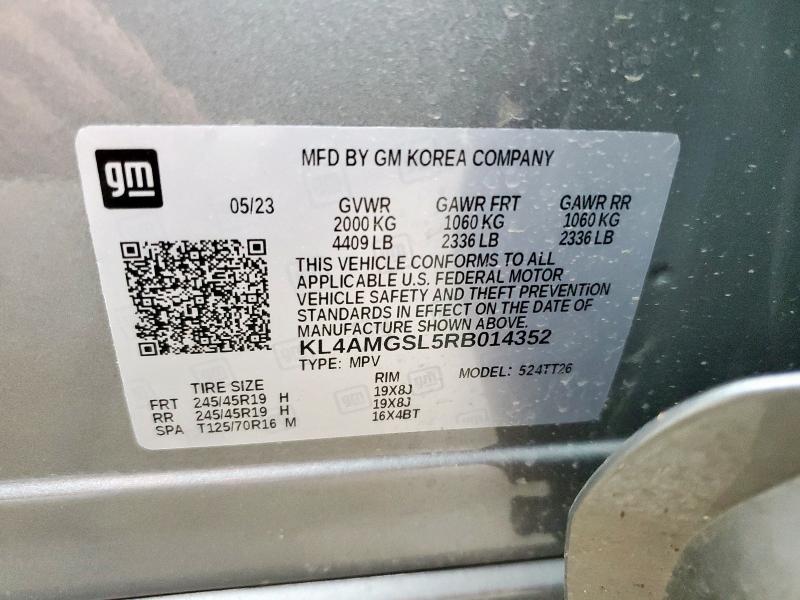 gm
MFD BY GM KOREA COMPANY
05/23 GVWR GAWR FRT GAWR RR
2000 KG 1060 KG 1060 KG
4409 LB 2336 LB 2336 LB
THIS VEHICLE CONFORMS TO ALL
APPLICABLE U.S. FEDERAL MOTOR
VEHICLE SAFETY AND THEFT PREVENTION
STANDARDS IN EFFECT ON THE DATE OF
MANUFACTURE SHOWN ABOVE.
KL4AMGSL5RB014352
TYPE: MPV MODEL: 524TT26
TIRE SIZE RIM
FRT 245/45R19 H 19X8J
RR 245/45R19 H 19X8J
SPA T125/70R16 M 16X4BT